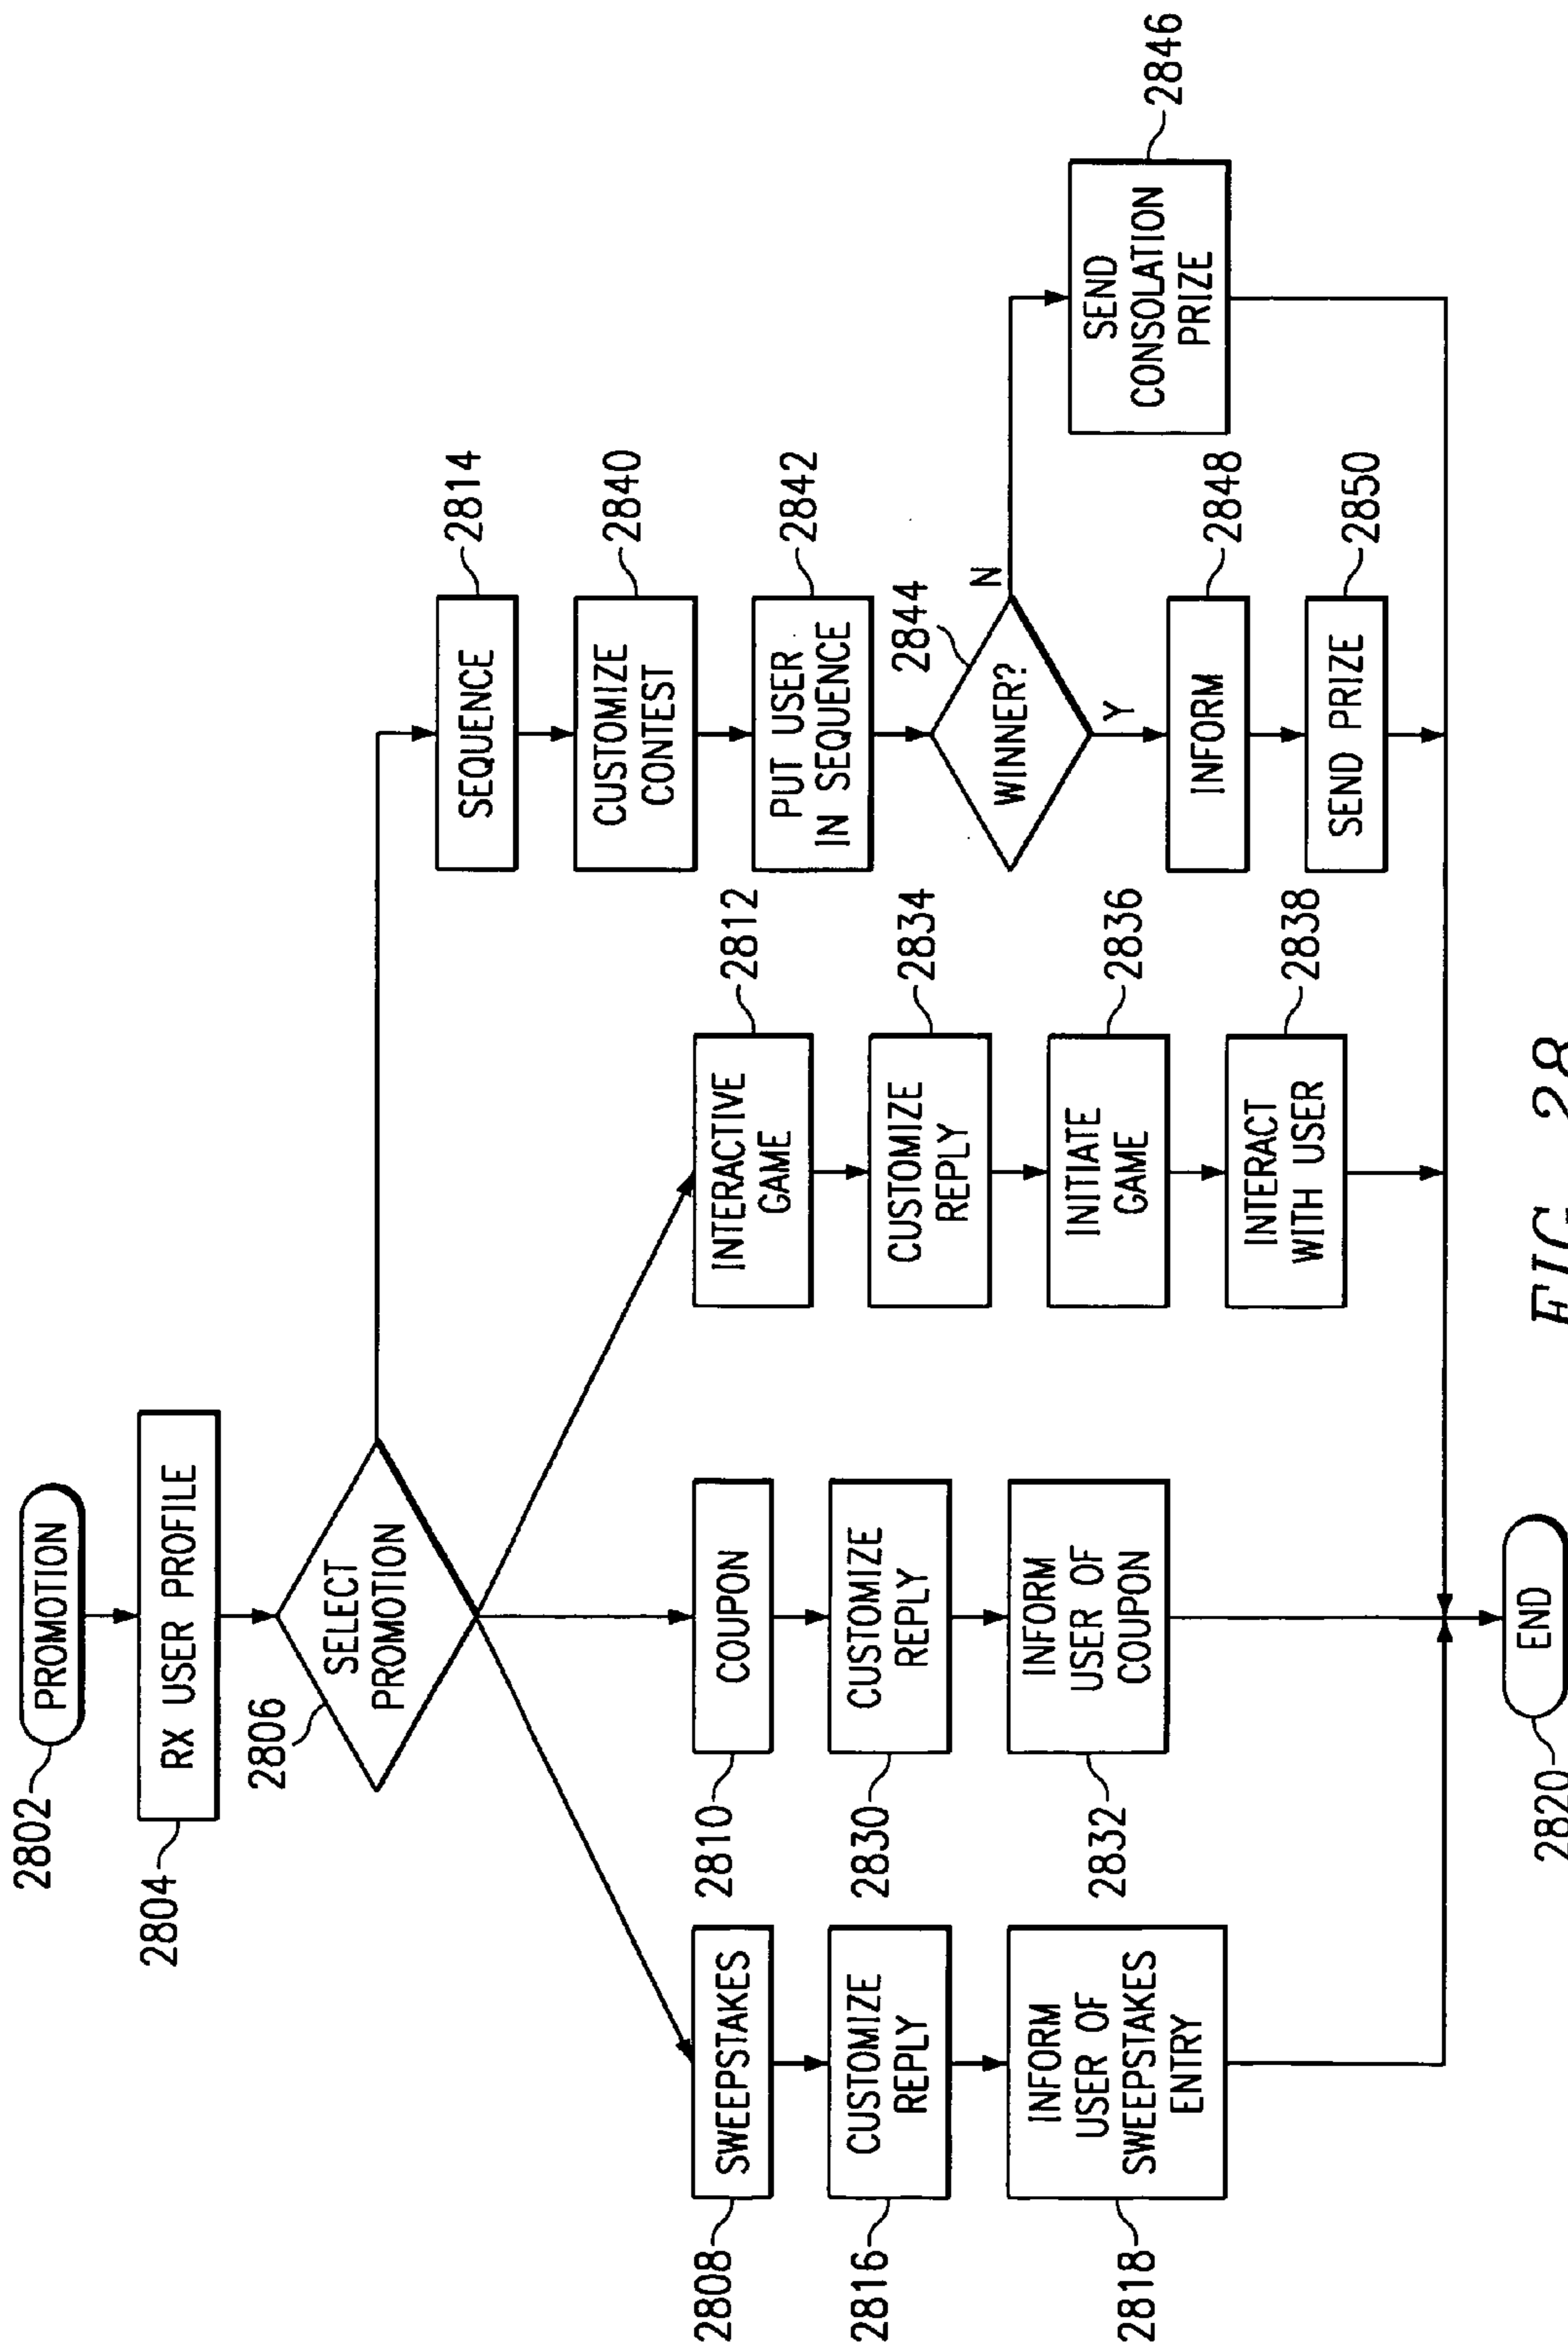 2802
PROMOTION
2804
RX USER PROFILE
2806
SELECT
PROMOTION
2808
SWEEPSTAKES
2816
CUSTOMIZE
REPLY
2818
INFORM
USER OF
SWEEPSTAKES
ENTRY
2810
COUPON
2830
CUSTOMIZE
REPLY
2832
INFORM
USER OF
COUPON
INTERACTIVE
GAME
2812
CUSTOMIZE
REPLY
2834
INITIATE
GAME
2836
INTERACT
WITH USER
2838
SEQUENCE
2814
CUSTOMIZE
CONTEST
2840
PUT USER
IN SEQUENCE
2842
WINNER?
2844
N
Y
INFORM
2848
SEND PRIZE
2850
SEND
CONSOLATION
PRIZE
2846
2820
END
FIG. 28